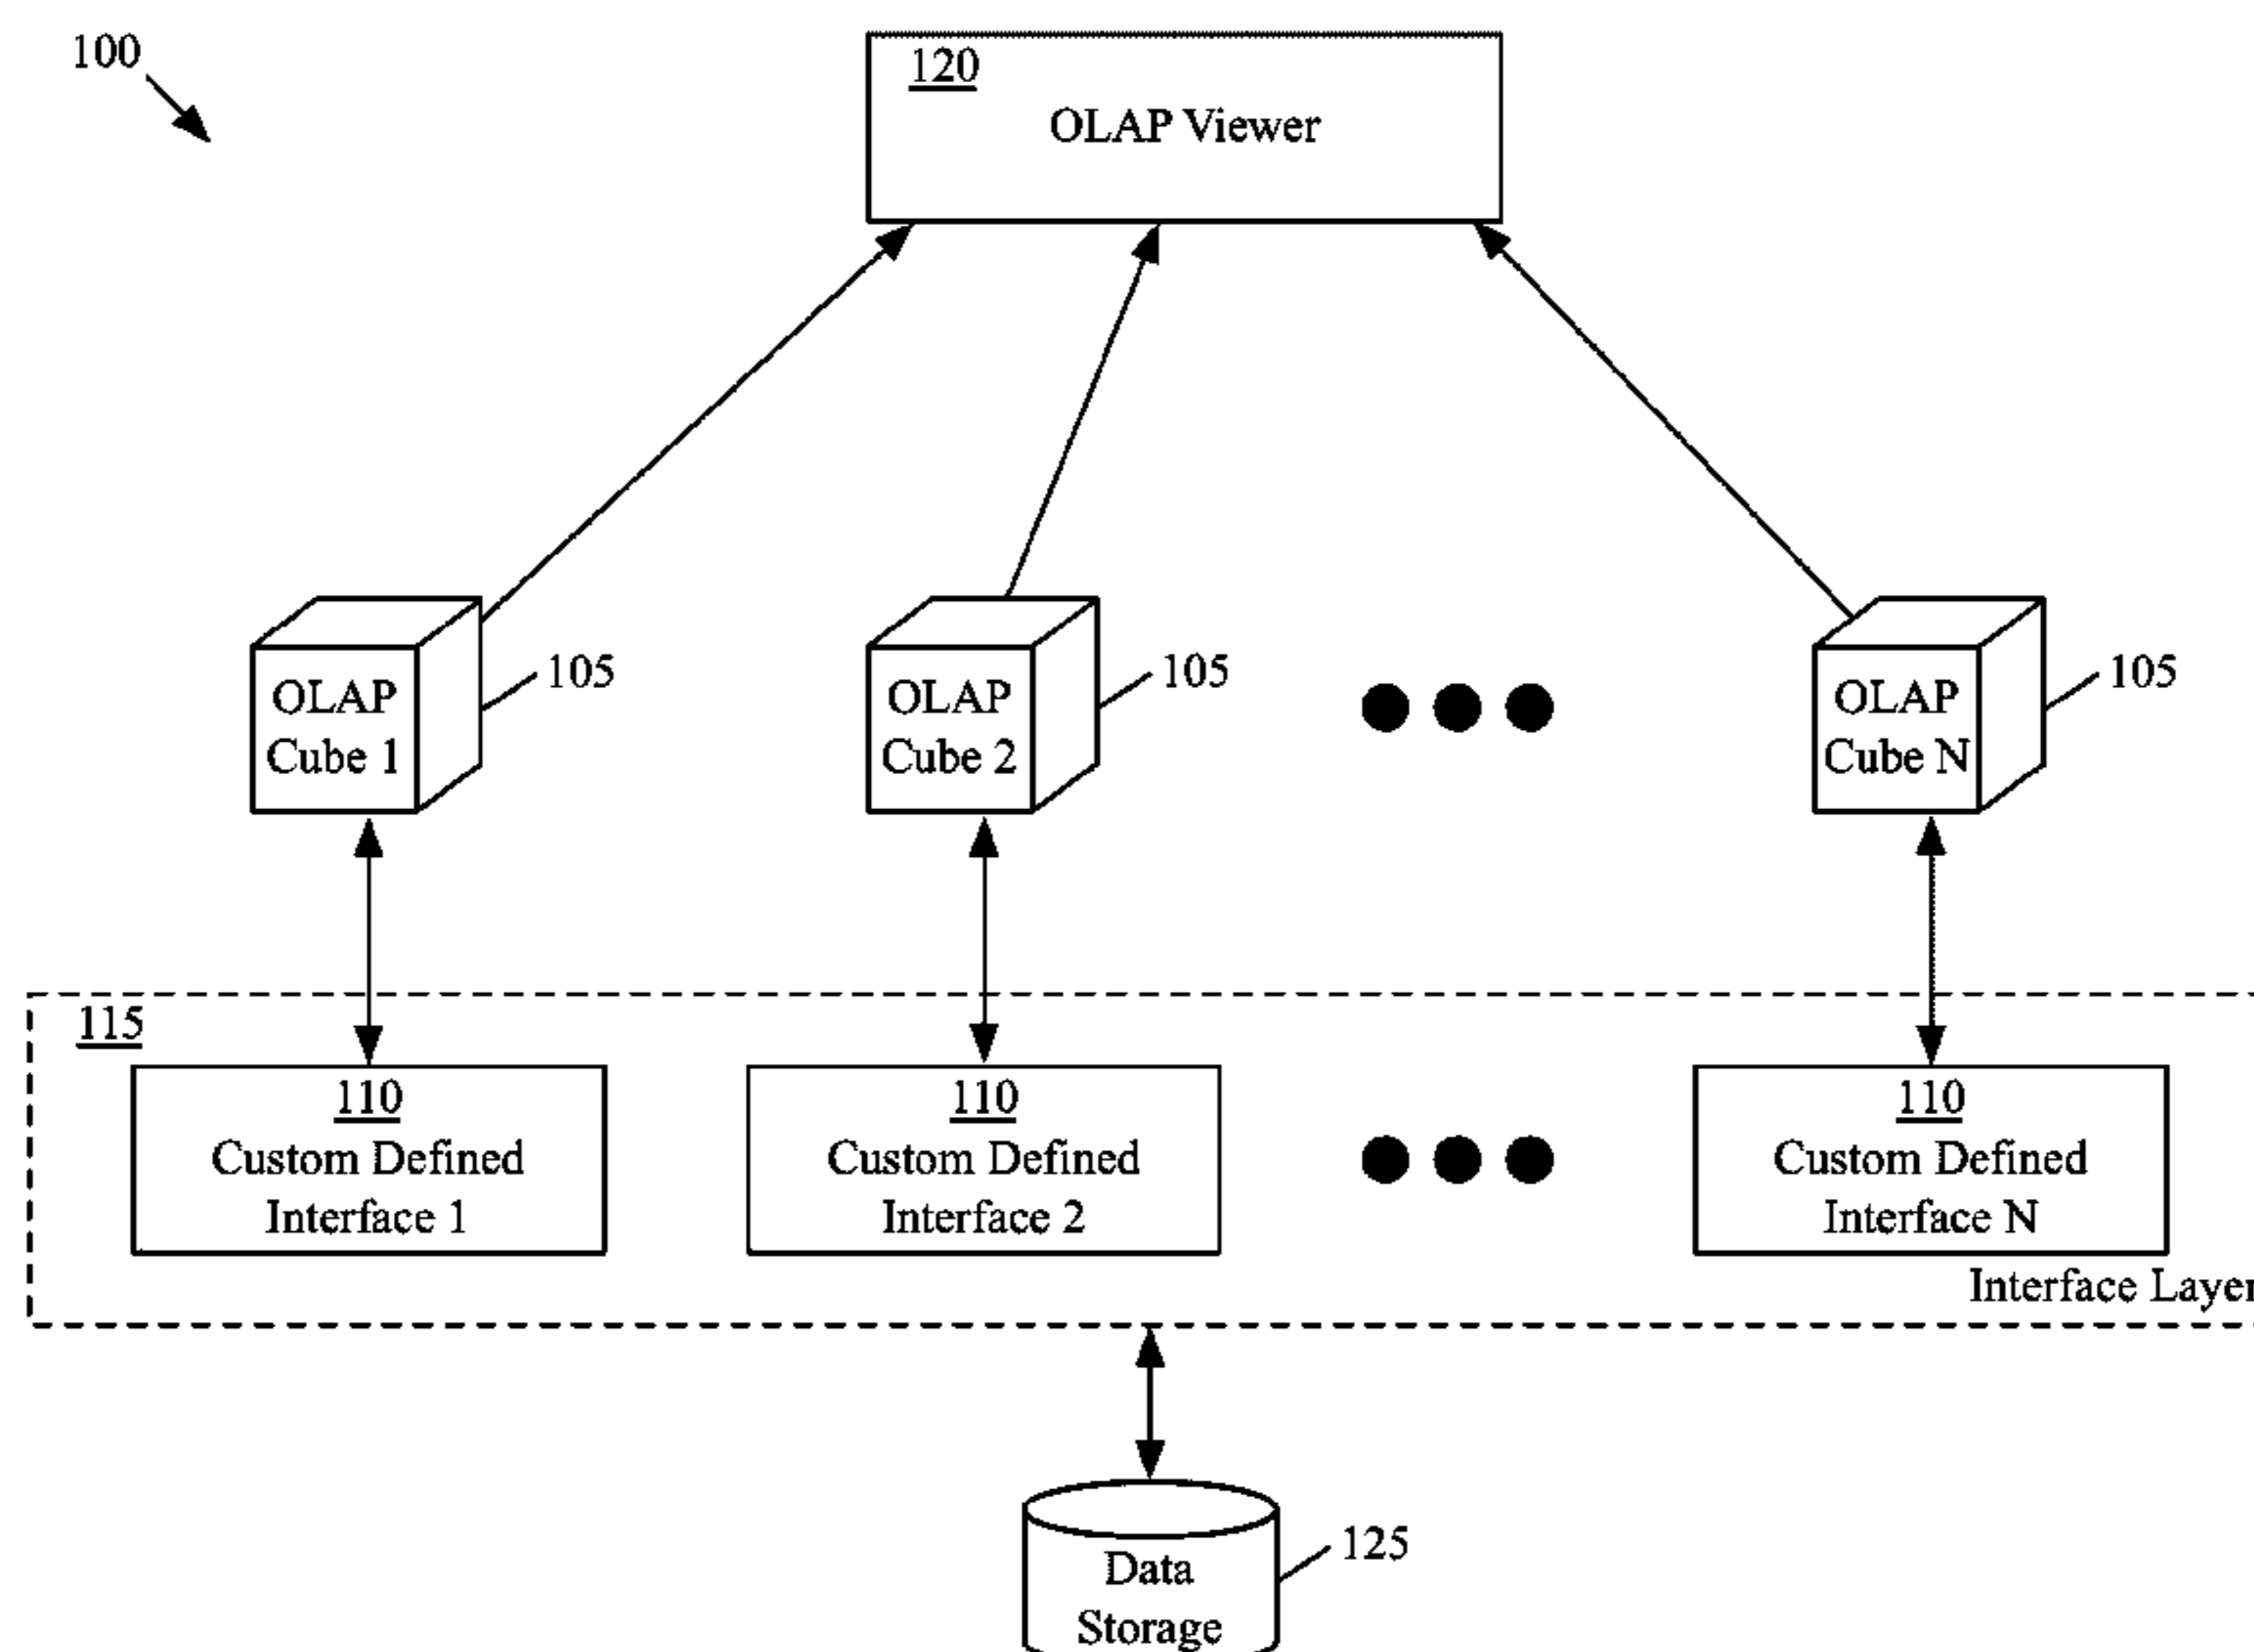 100
120
OLAP Viewer
OLAP
Cube 1
105
OLAP
Cube 2
105
OLAP
Cube N
105
115
110
Custom Defined
Interface 1
110
Custom Defined
Interface 2
110
Custom Defined
Interface N
Interface Layer
Data
Storage
125